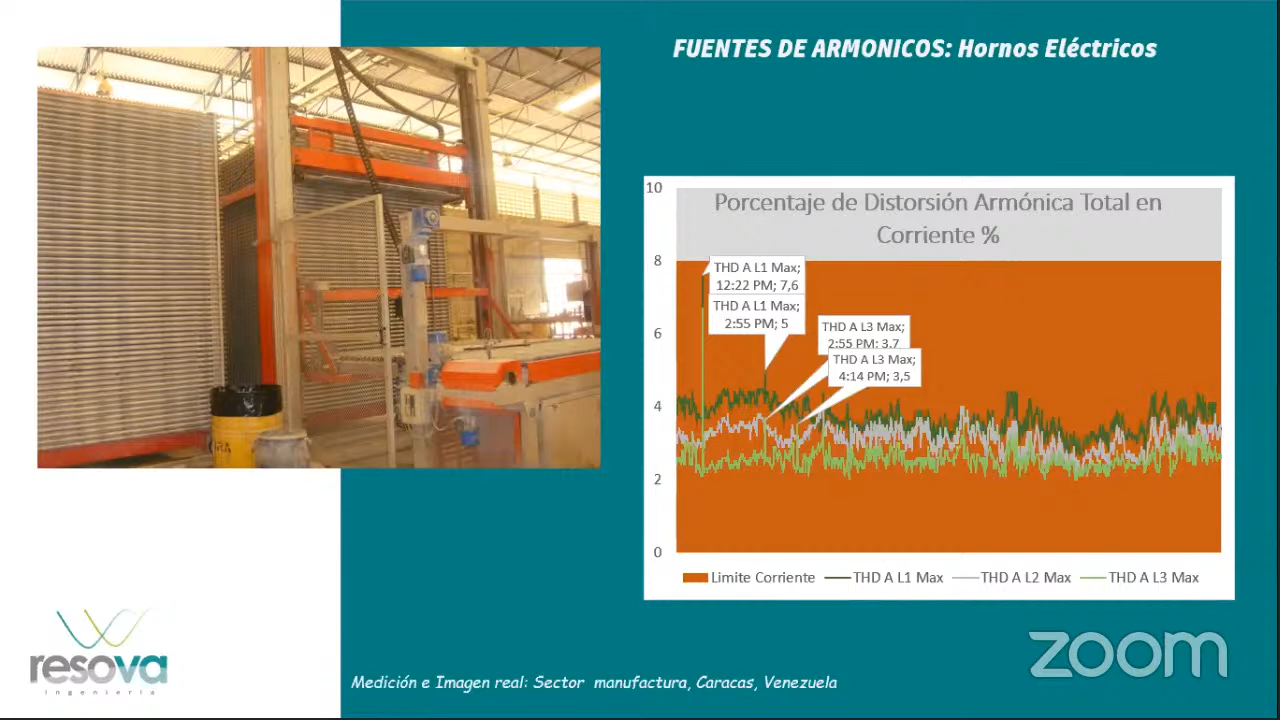 FUENTES DE ARMONICOS: Hornos Eléctricos
Porcentaje de Distorsión Armónica Total en
Corriente %
10
8
6
4
2
0
THD A L1 Max;
12:22 PM; 7,6
THD A L1 Max;
2:55 PM; 5
THD A L3 Max;
2:55 PM; 3,7
THD A L3 Max;
4:14 PM; 3,5
Limite Corriente THD A L1 Max THD A L2 Max THD A L3 Max
resova
ingeniería
zoom
Medición e Imagen real: Sector manufactura, Caracas, Venezuela